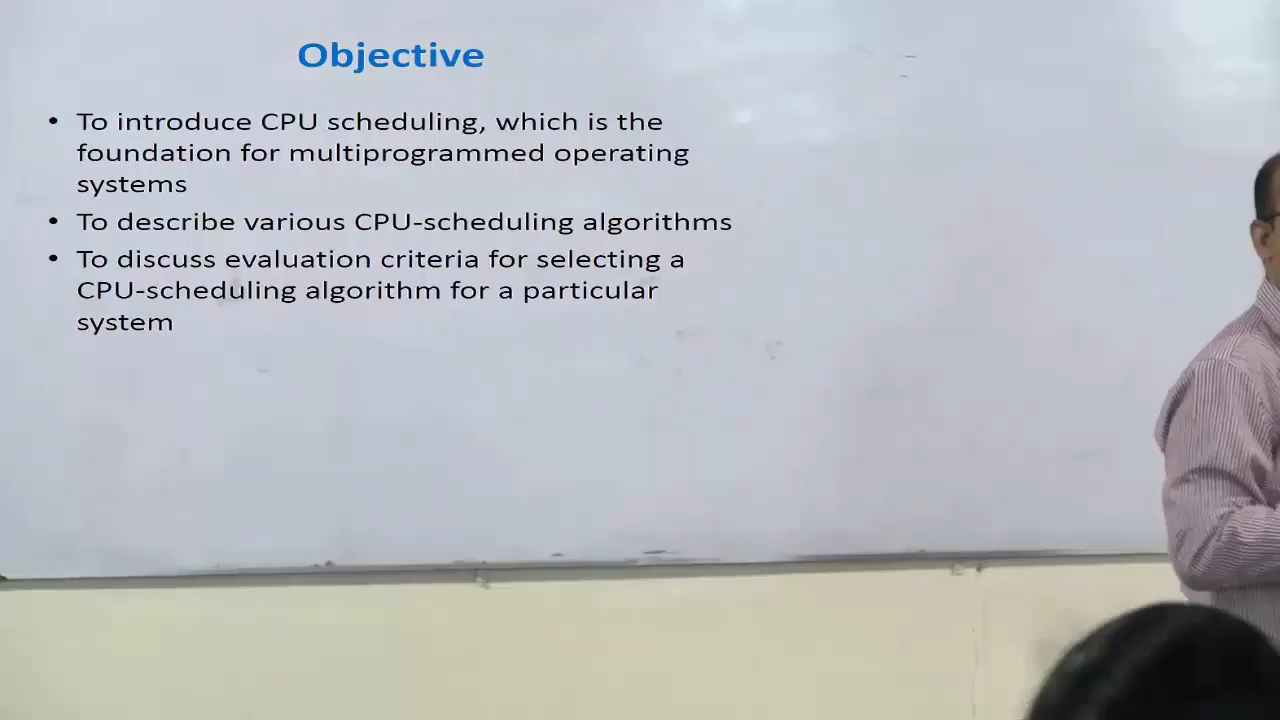 Objective
• To introduce CPU scheduling, which is the
foundation for multiprogrammed operating
systems
• To describe various CPU-scheduling algorithms
• To discuss evaluation criteria for selecting a
CPU-scheduling algorithm for a particular
system